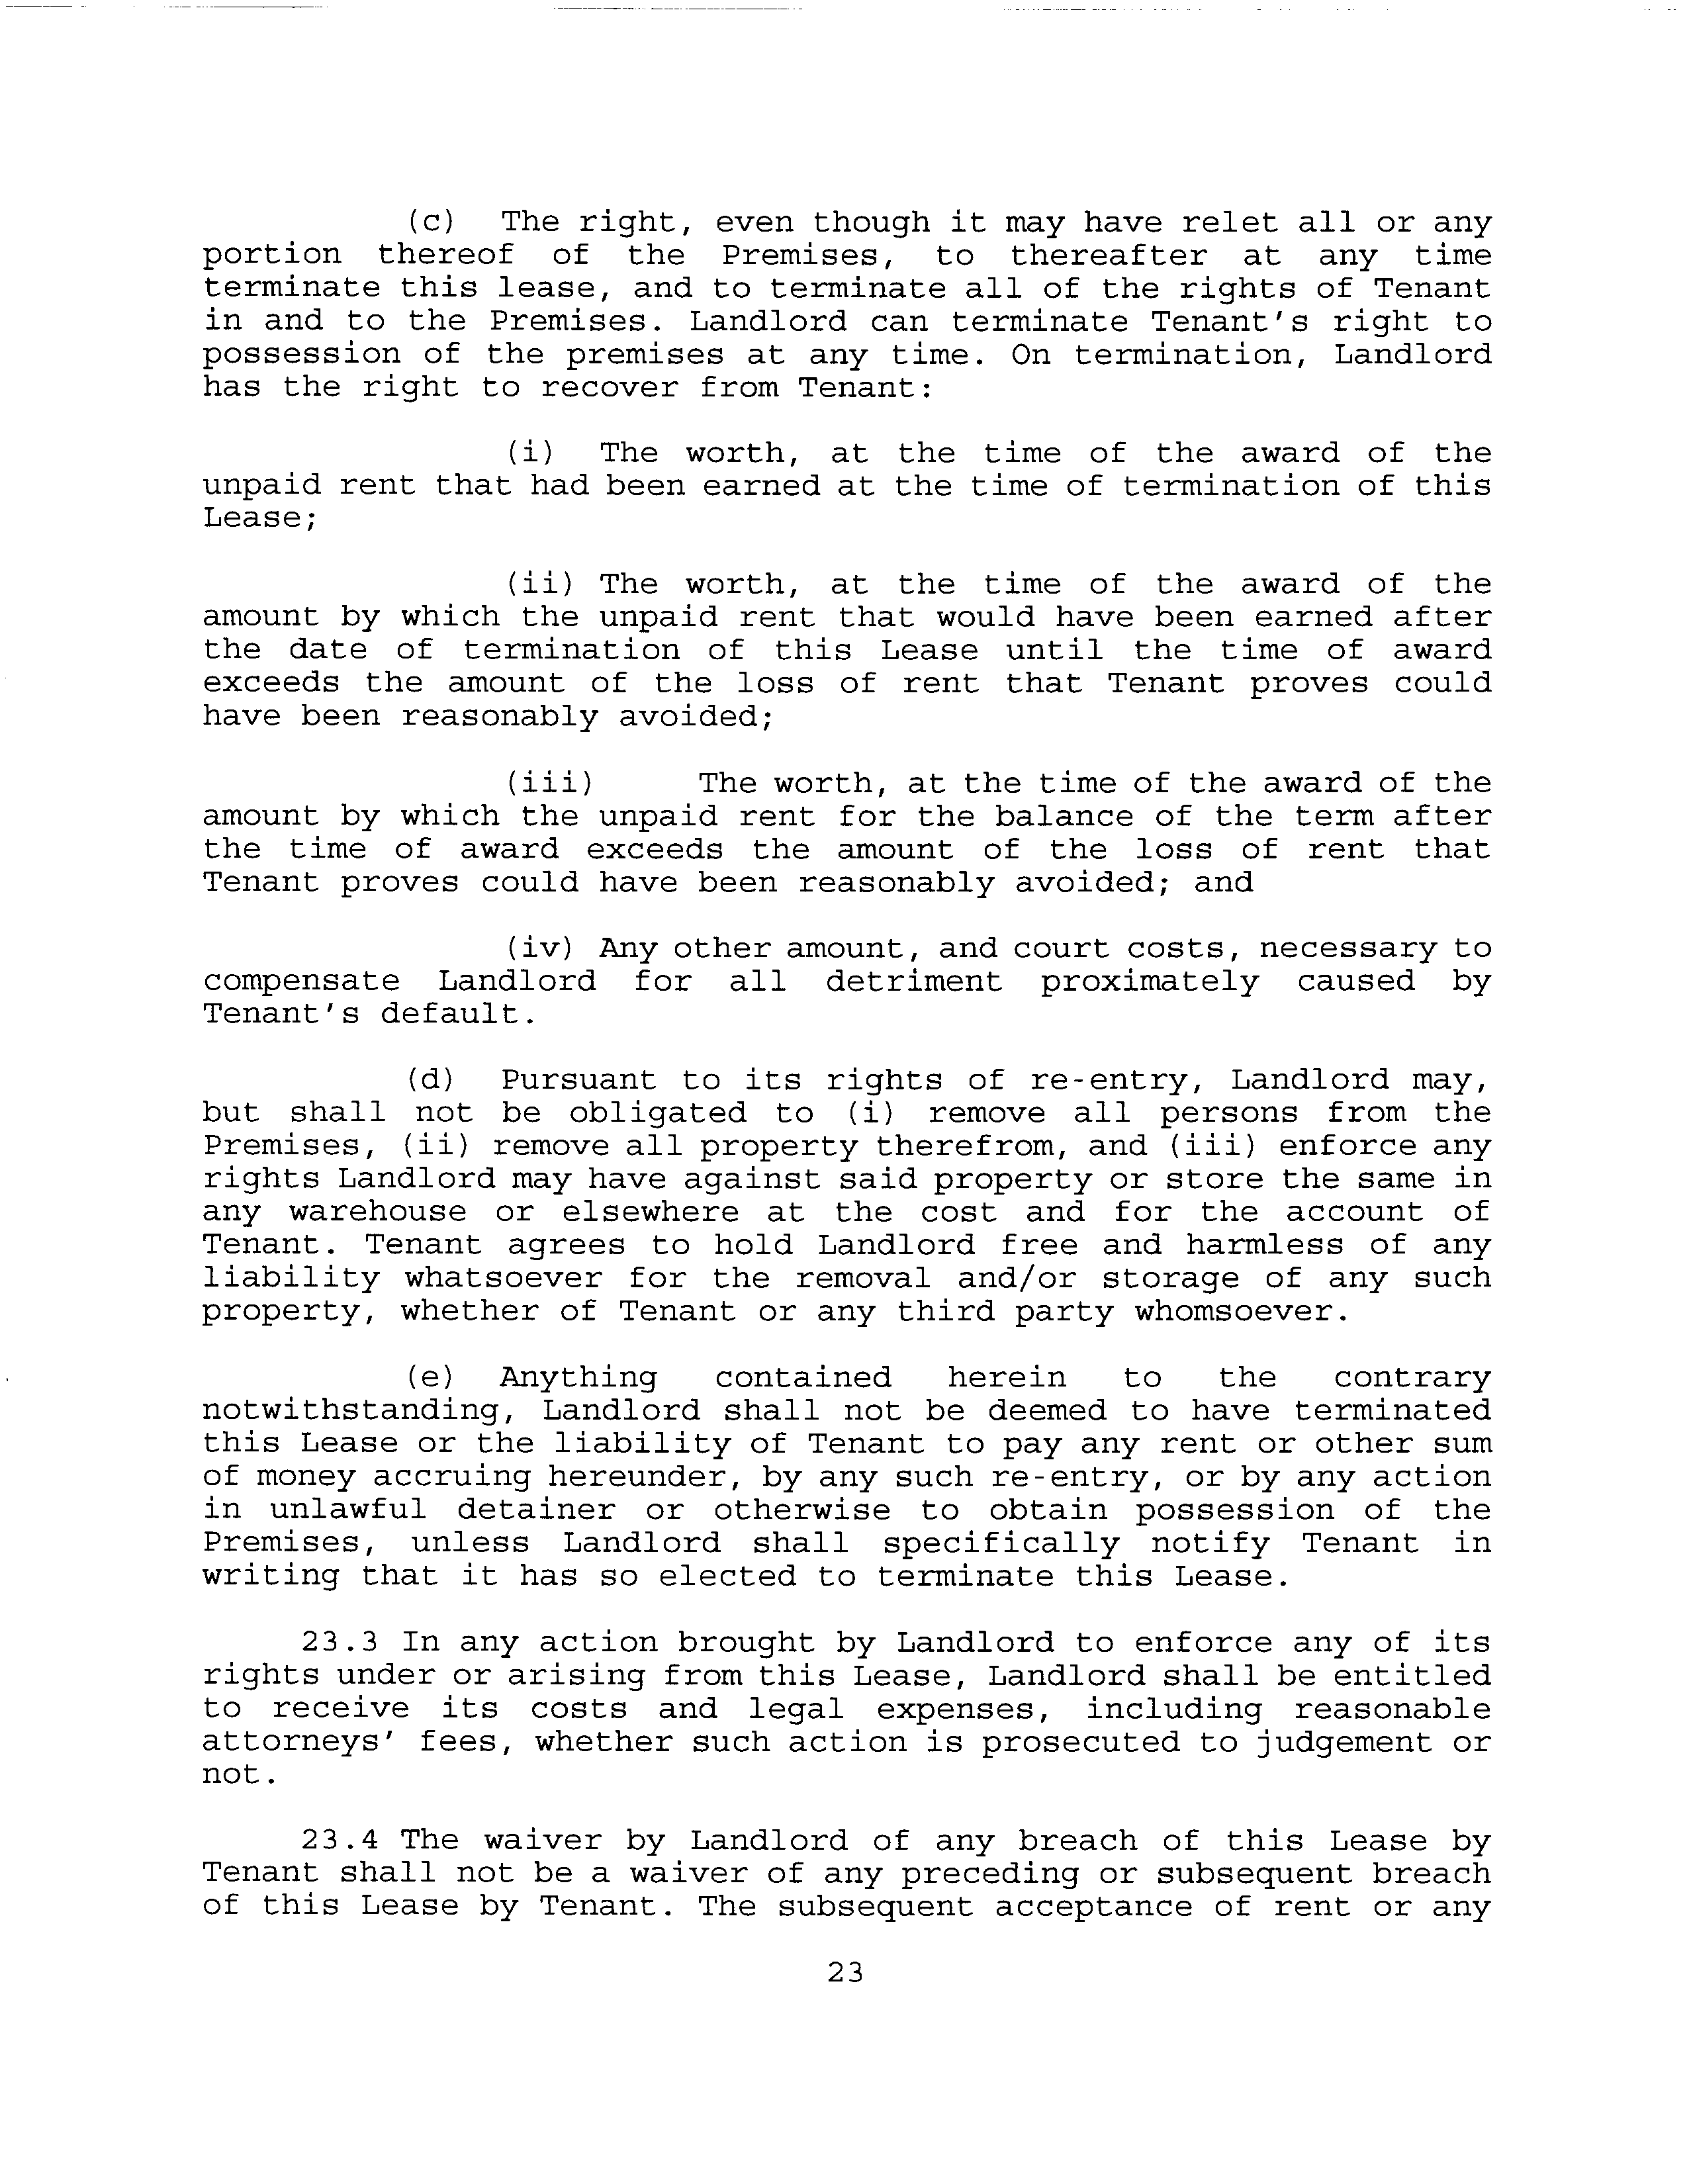 (c) The right, even though it may have relet all or any
portion thereof of the Premises, to thereafter at any time
terminate this lease, and to terminate all of the rights of Tenant
in and to the Premises. Landlord can terminate Tenant's right to
possession of the premises at any time. On termination, Landlord
has the right to recover from Tenant:
(i) The worth, at the time of the award of the
unpaid rent that had been earned at the time of termination of this
Lease;
(ii) The worth, at the time of the award of the
amount by which the unpaid rent that would have been earned after
the date of termination of this Lease until the time of award
exceeds the amount of the loss of rent that Tenant proves could
have been reasonably avoided;
(iii) The worth, at the time of the award of the
amount by which the unpaid rent for the balance of the term after
the time of award exceeds the amount of the loss of rent that
Tenant proves could have been reasonably avoided; and
(iv) Any other amount, and court costs, necessary to
compensate Landlord for all detriment proximately caused by
Tenant's default.
(d) Pursuant to its rights of re-entry, Landlord may,
but shall not be obligated to (i) remove all persons from the
Premises, (ii) remove all property therefrom, and (iii) enforce any
rights Landlord may have against said property or store the same in
any warehouse or elsewhere at the cost and for the account of
Tenant. Tenant agrees to hold Landlord free and harmless of any
liability whatsoever for the removal and/or storage of any such
property, whether of Tenant or any third party whomsoever.
(e) Anything contained herein to the contrary
notwithstanding, Landlord shall not be deemed to have terminated
this Lease or the liability of Tenant to pay any rent or other sum
of money accruing hereunder, by any such re-entry, or by any action
in unlawful detainer or otherwise to obtain possession of the
Premises, unless Landlord shall specifically notify Tenant in
writing that it has so elected to terminate this Lease.
23.3 In any action brought by Landlord to enforce any of its
rights under or arising from this Lease, Landlord shall be entitled
to receive its costs and legal expenses, including reasonable
attorneys' fees, whether such action is prosecuted to judgement or
not.
23.4 The waiver by Landlord of any breach of this Lease by
Tenant shall not be a waiver of any preceding or subsequent breach
of this Lease by Tenant. The subsequent acceptance of rent or any
23